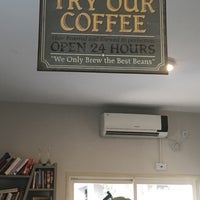 TRY OUR
COFFEE
OPEN 24 HOURS
"We Only Brew the Best Beans"